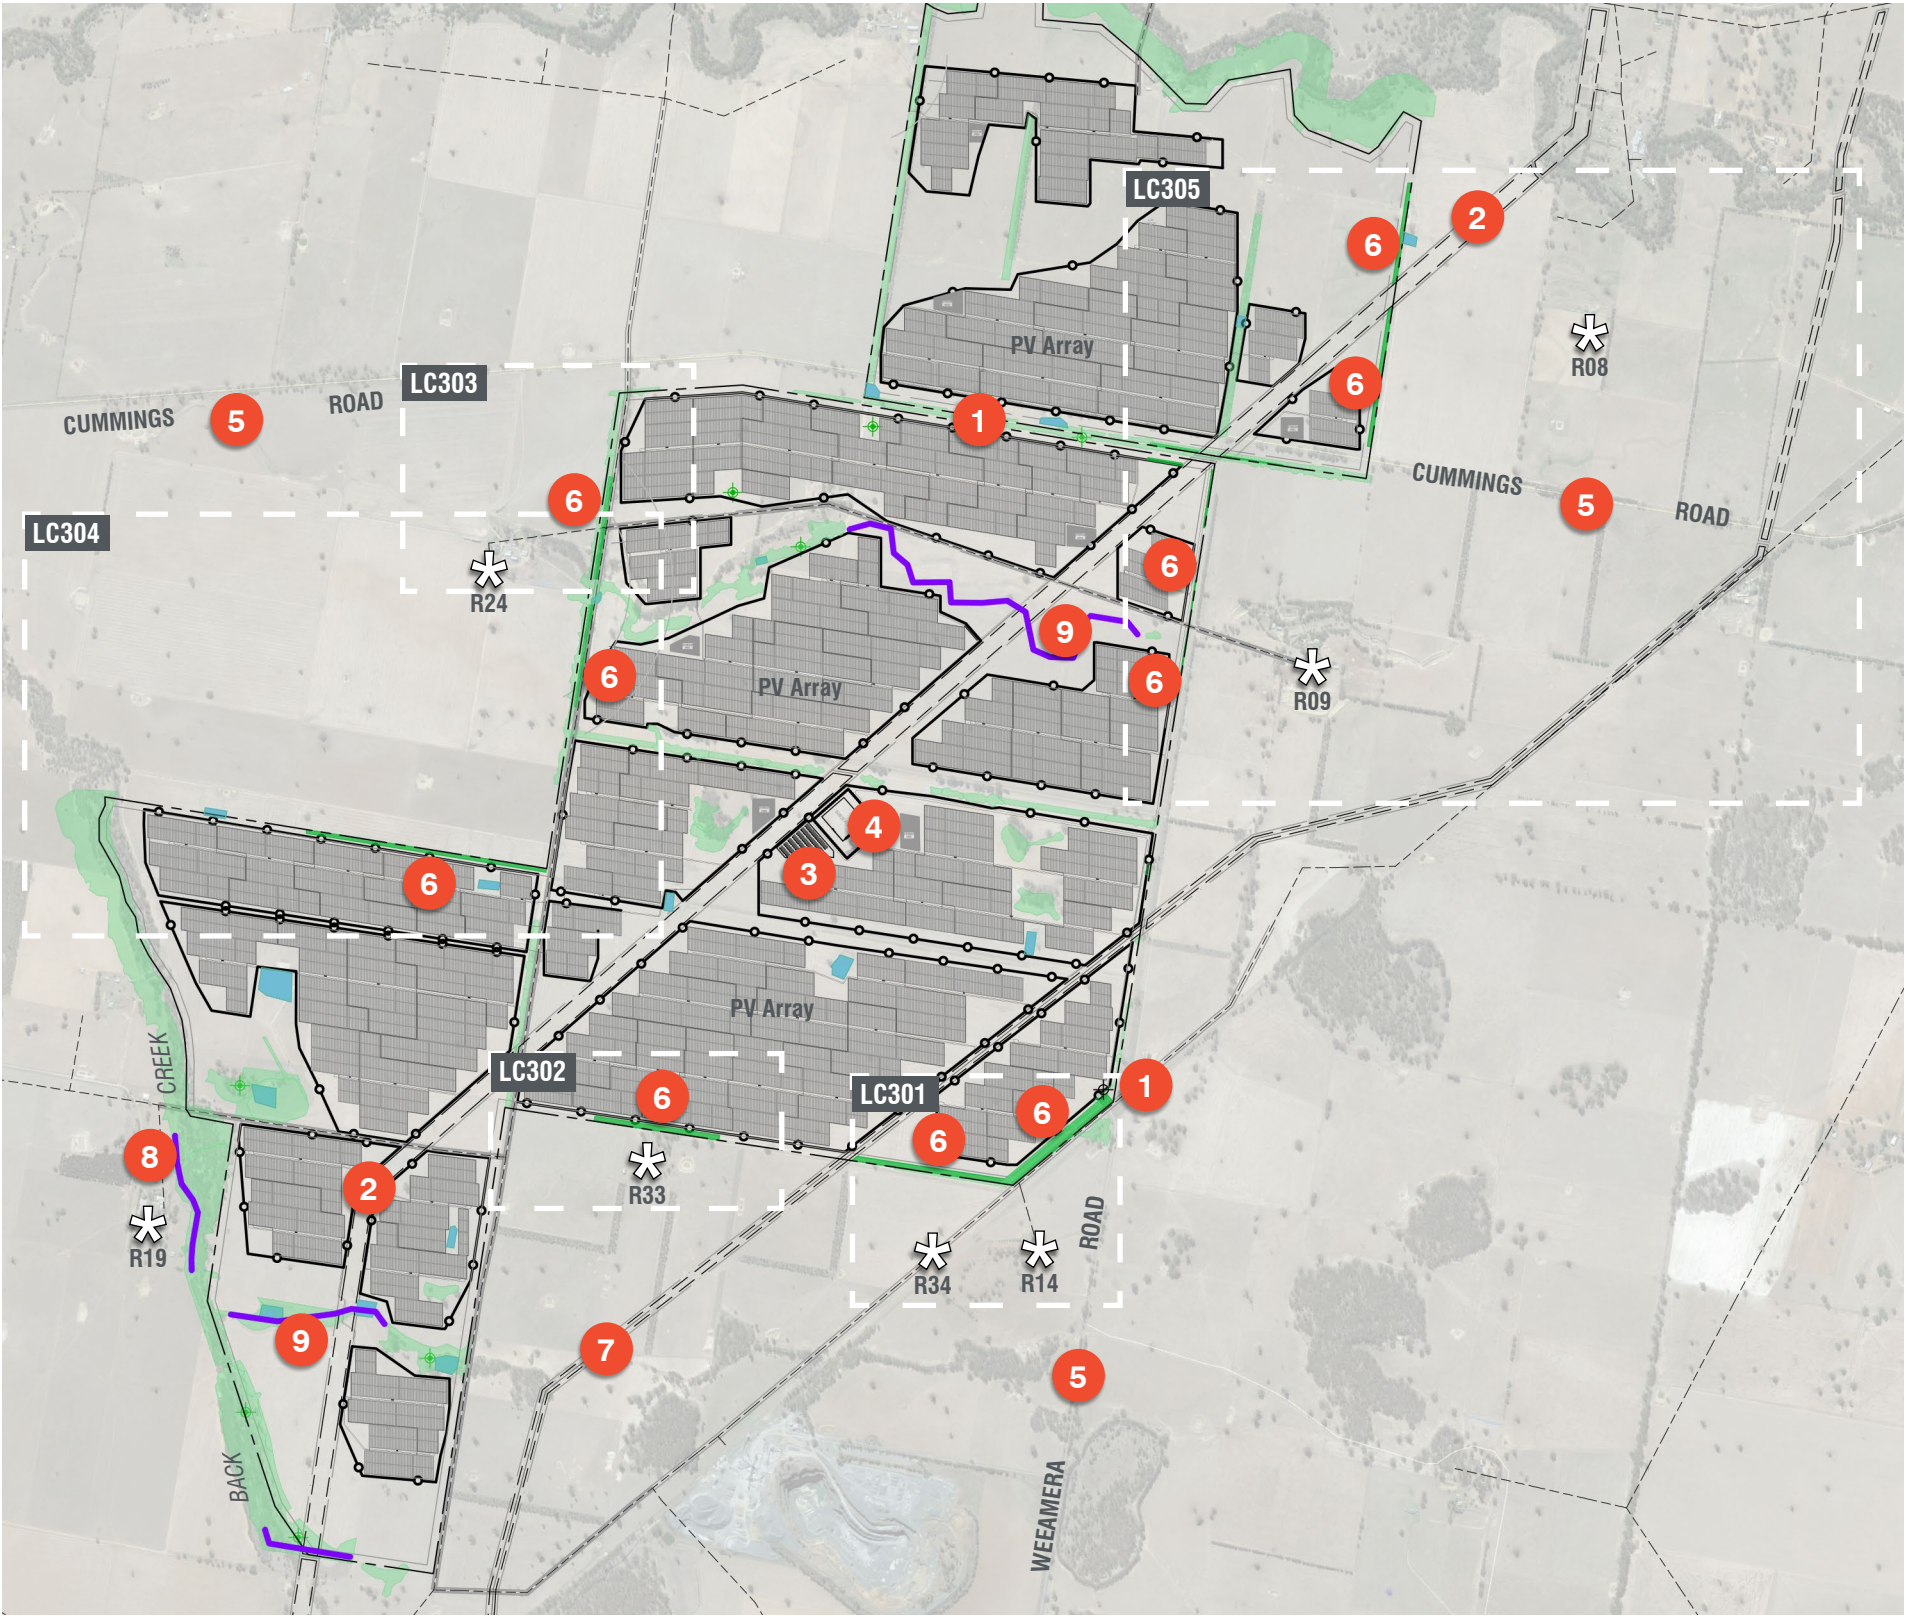 LC305
2
6
R08
PV Array
LC303
6
CUMMINGS
5
ROAD
1
CUMMINGS
5
ROAD
6
LC304
R24
6
9
R09
6
6
PV Array
4
3
6
PV Array
CREEK
LC302
6
LC301
1
6
6
8
2
R33
R19
ROAD
R34
R14
9
7
5
BACK
WEEAMERA